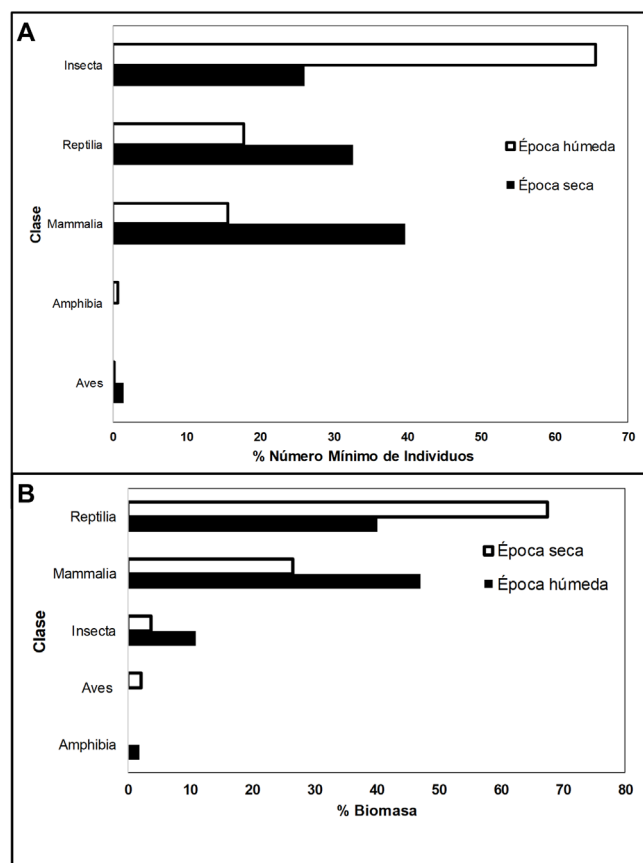 A
Insecta
Reptilia
Época húmeda
Época seca
Mammalia
Clase
Amphibia
Aves
0 10 20 30 40 50 60 70
% Número Mínimo de Individuos
B
Reptilia
Época seca
Mammalia
Época húmeda
Clase
Insecta
Aves
Amphibia
0 10 20 30 40 50 60 70 80
% Biomasa